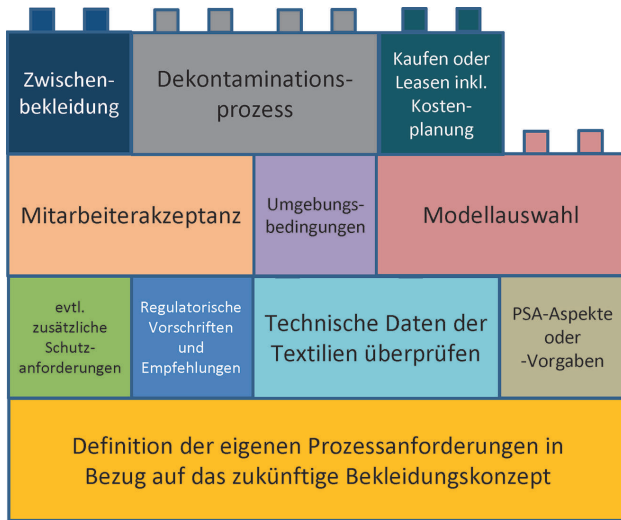 Zwischen-
bekleidung
Dekontaminations-
prozess
Kaufen oder
Leasen inkl.
Kosten-
planung
Mitarbeiterakzeptanz
Umgebungs-
bedingungen
Modellauswahl
evtl.
zusätzliche
Schutz-
anforderungen
Regulatorische
Vorschriften
und
Empfehlungen
Technische Daten der
Textilien überprüfen
PSA-Aspekte
oder
-Vorgaben
Definition der eigenen Prozessanforderungen in
Bezug auf das zukünftige Bekleidungskonzept